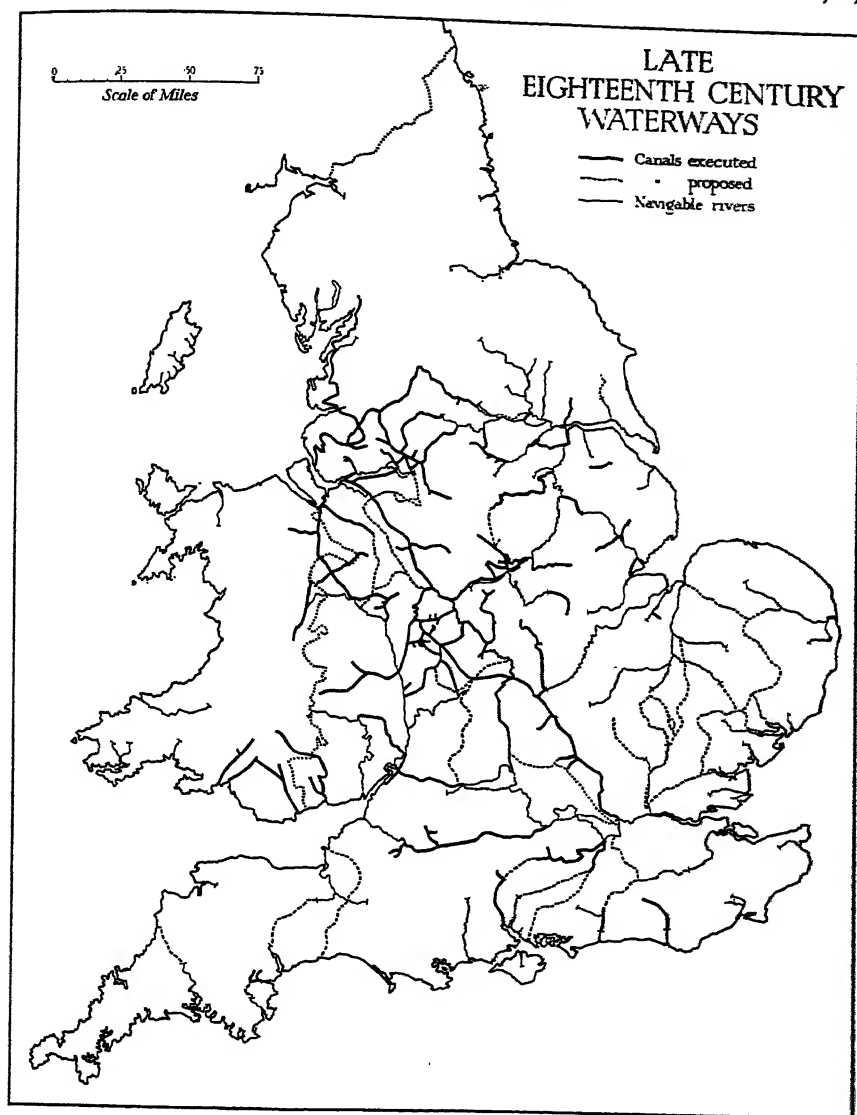 LATE
EIGHTEENTH CENTURY
WATERWAYS
0 25 50 75
Scale of Miles
Canals executed
" proposed
Navigable rivers